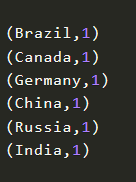 (Brazil,1)
(Canada,1)
(Germany,1)
(China,1)
(Russia,1)
(India,1)